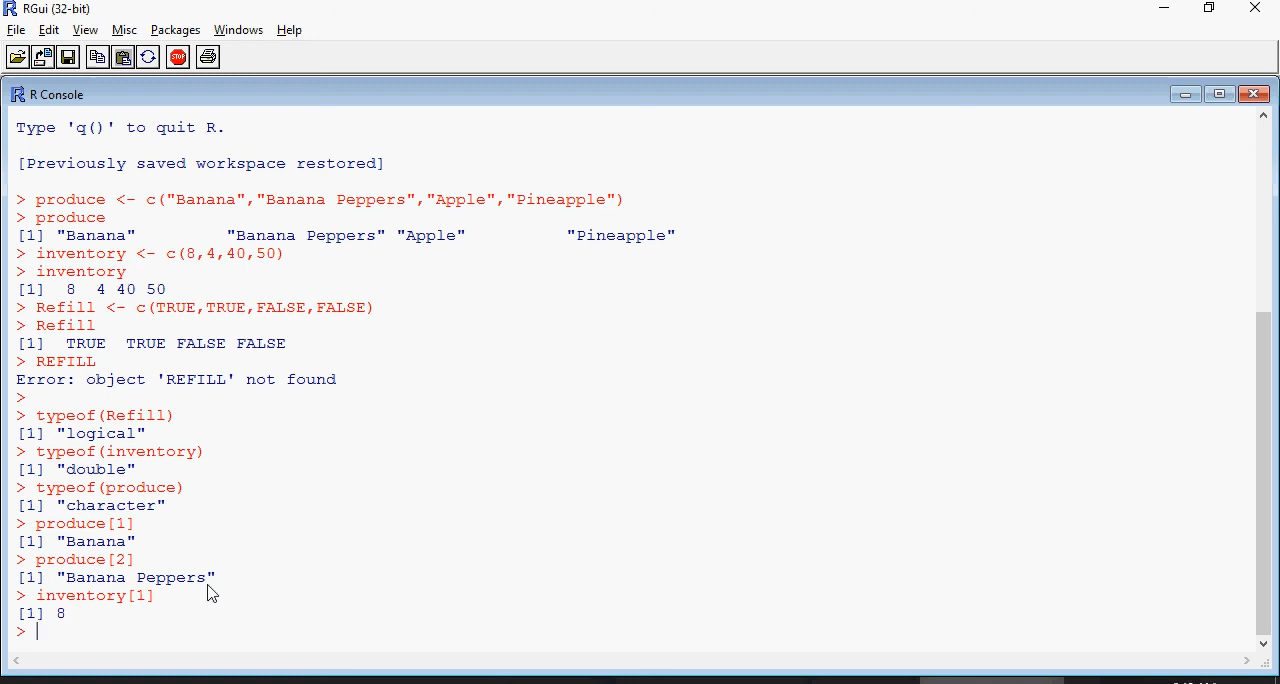 RGui (32-bit)
File Edit View Misc Packages Windows Help
STOP
R Console
Type 'q()' to quit R.
[Previously saved workspace restored]
> produce <- c("Banana","Banana Peppers","Apple","Pineapple")
> produce
[1] "Banana"         "Banana Peppers" "Apple"          "Pineapple"
> inventory <- c(8,4,40,50)
> inventory
[1]  8  4 40 50
> Refill <- c(TRUE,TRUE,FALSE,FALSE)
> Refill
[1]  TRUE  TRUE FALSE FALSE
> REFILL
Error: object 'REFILL' not found
>
> typeof(Refill)
[1] "logical"
> typeof(inventory)
[1] "double"
> typeof(produce)
[1] "character"
> produce[1]
[1] "Banana"
> produce[2]
[1] "Banana Peppers"
> inventory[1]
[1] 8
>